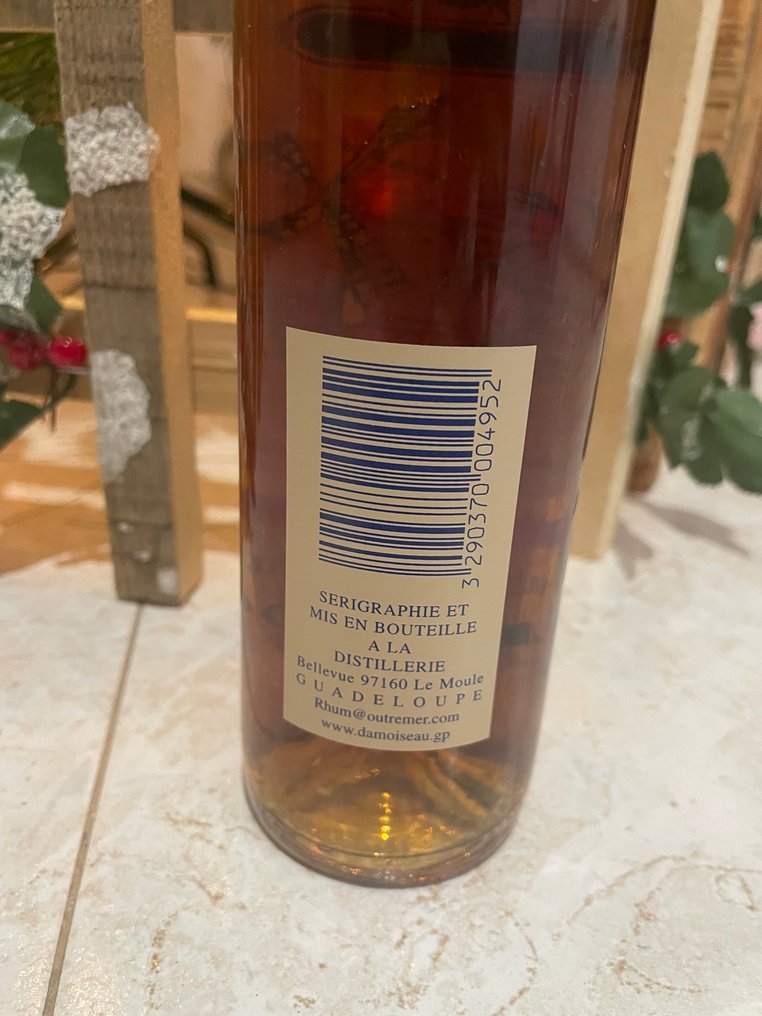 3 290370 004952
SERIGRAPHIE ET
MIS EN BOUTEILLE
A LA
DISTILLERIE
Bellevue 97160 Le Moule
GUADELOUPE
Rhum@outremer.com
www.damoiseau.gp